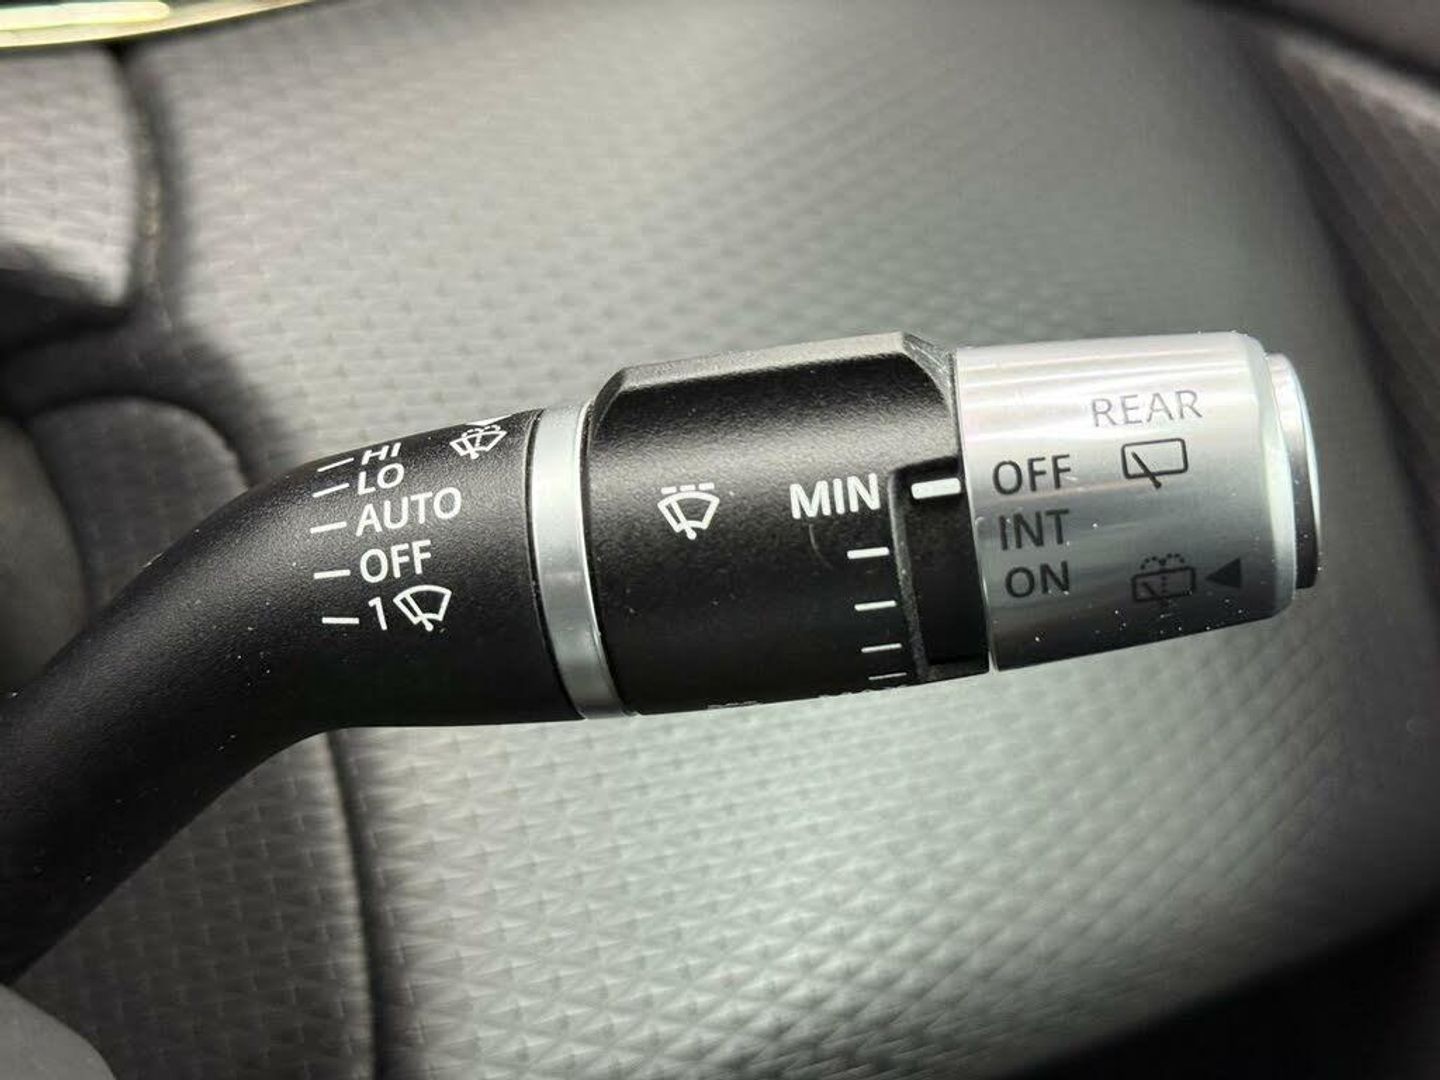 HI
LO
AUTO
OFF
1
MIN
REAR
OFF
INT
ON